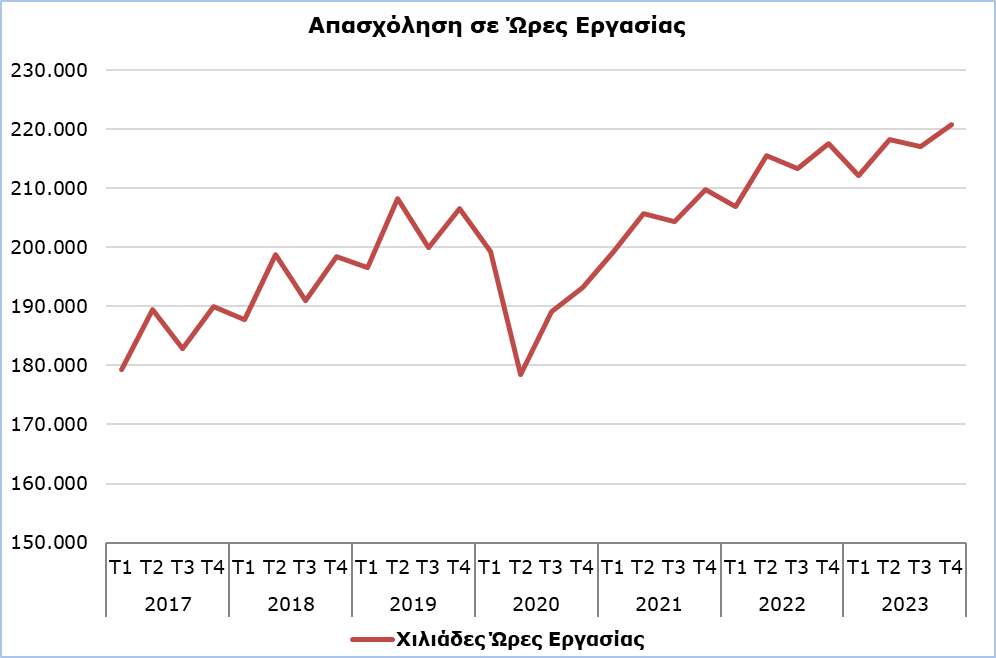 Απασχόληση σε Ώρες Εργασίας
230.000
220.000
210.000
200.000
190.000
180.000
170.000
160.000
150.000
Τ1 Τ2 Τ3 Τ4 Τ1 Τ2 Τ3 Τ4 Τ1 Τ2 Τ3 Τ4 Τ1 Τ2 Τ3 Τ4 Τ1 Τ2 Τ3 Τ4 Τ1 Τ2 Τ3 Τ4 Τ1 Τ2 Τ3 Τ4
2017 2018 2019 2020 2021 2022 2023
Χιλιάδες Ώρες Εργασίας